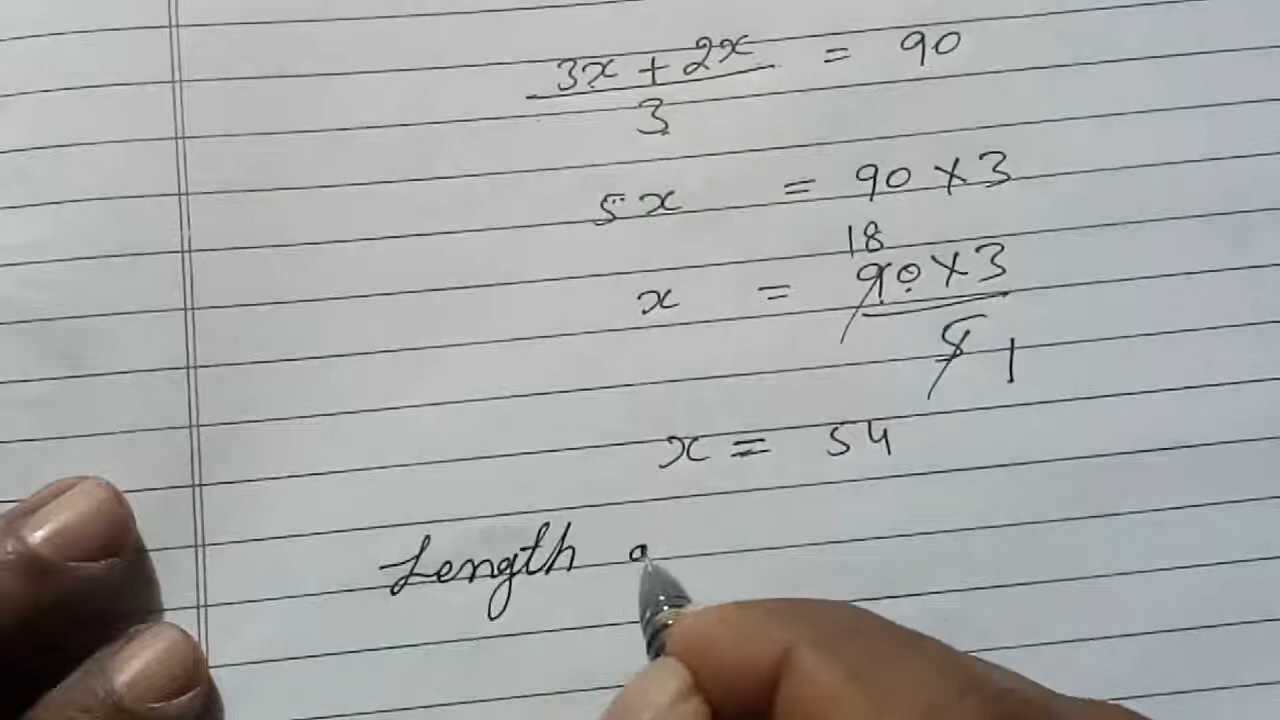 3x + 2x = 90
3
5x = 90 × 3
18
x = 90 × 3
5 1
x = 54
Length